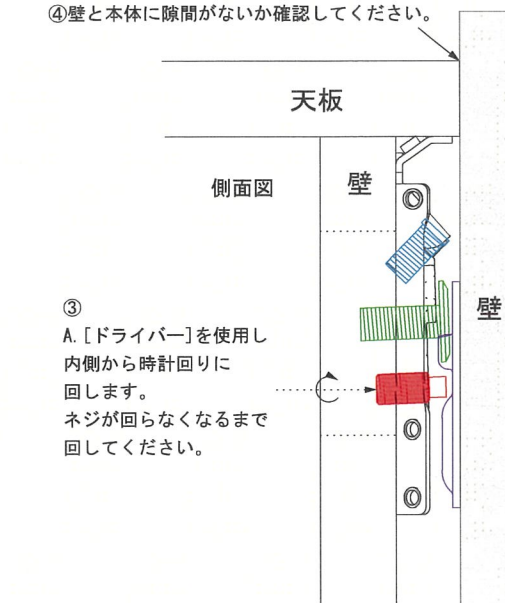 ④壁と本体に隙間がないか確認してください。
天板
側面図
壁
壁
③
A.[ドライバー]を使用し
内側から時計回りに
回します。
ネジが回らなくなるまで
回してください。